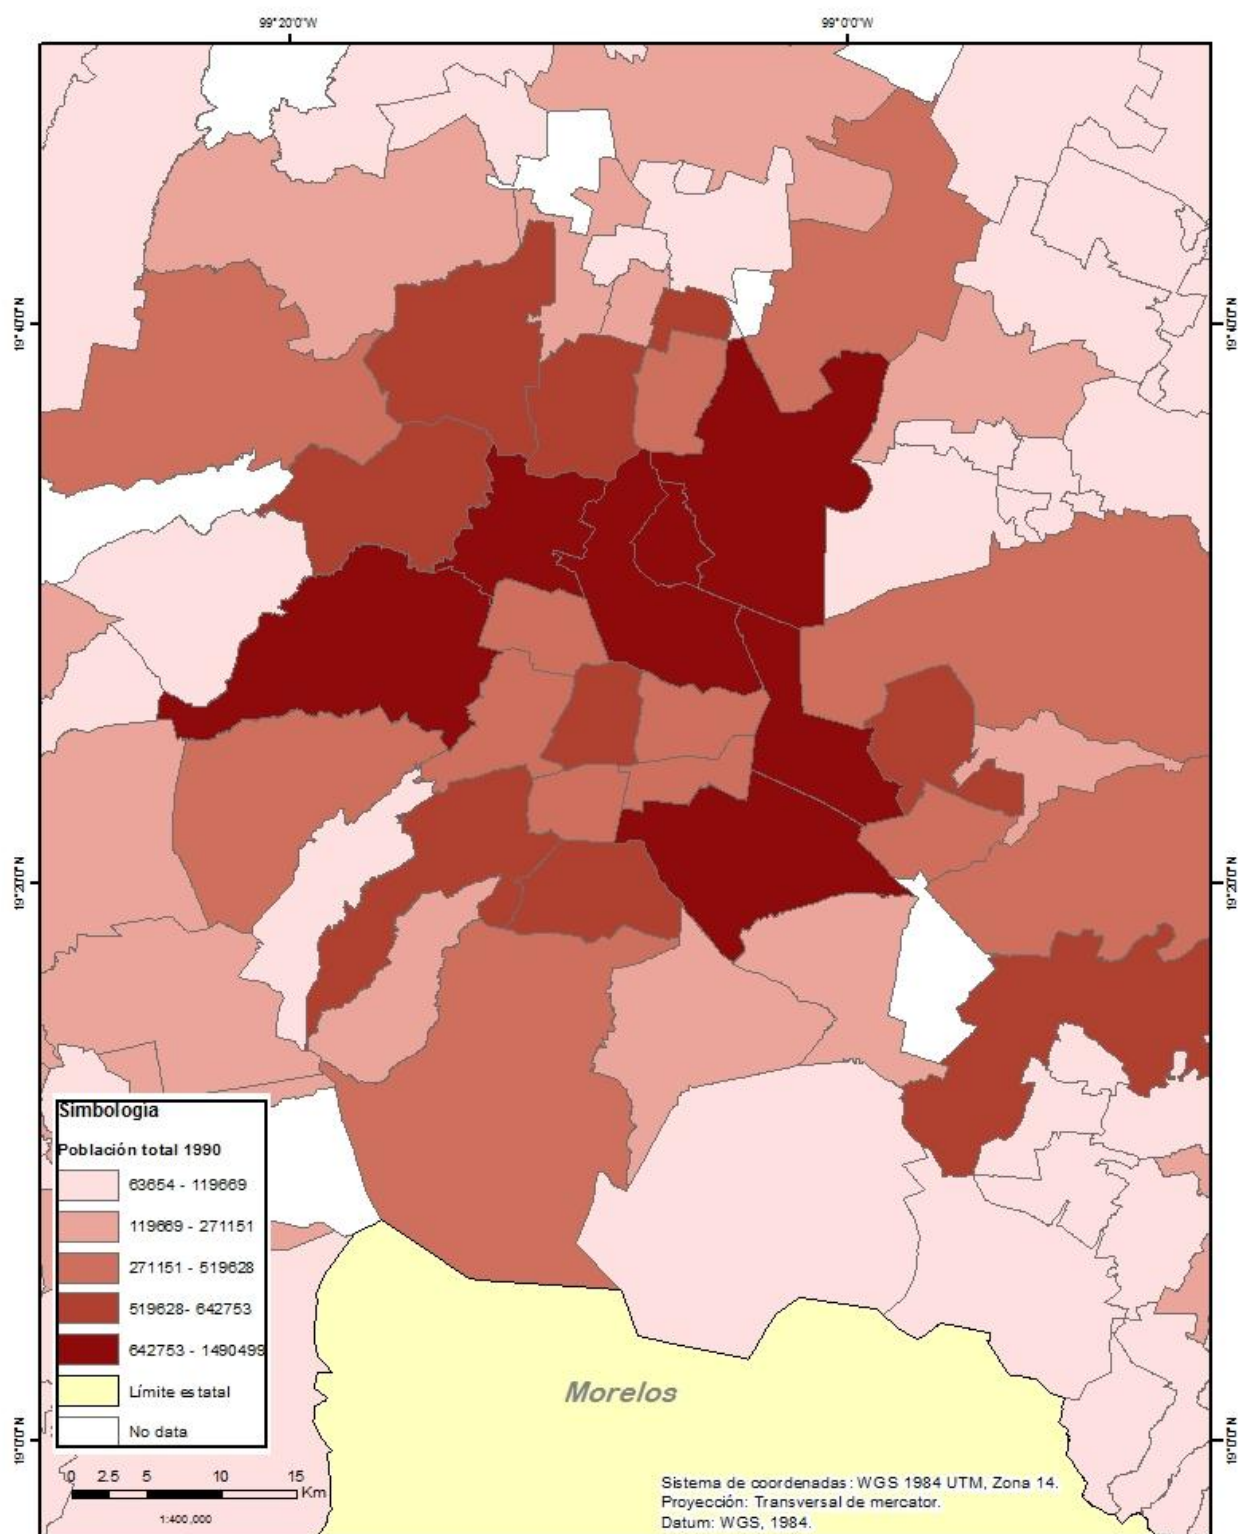 99°20'0"W
99°0'0"W
19°40'0"N
19°40'0"N
19°20'0"N
19°20'0"N
19°0'0"N
19°0'0"N
Simbología
Población total 1990
63654 - 119669
119669 - 271151
271151 - 519628
519628- 642753
642753 - 1490499
Límite estatal
No data
Morelos
0 2.5 5 10 15
Km
1:400,000
Sistema de coordenadas: WGS 1984 UTM, Zona 14.
Proyección: Transversal de mercator.
Datum: WGS, 1984.